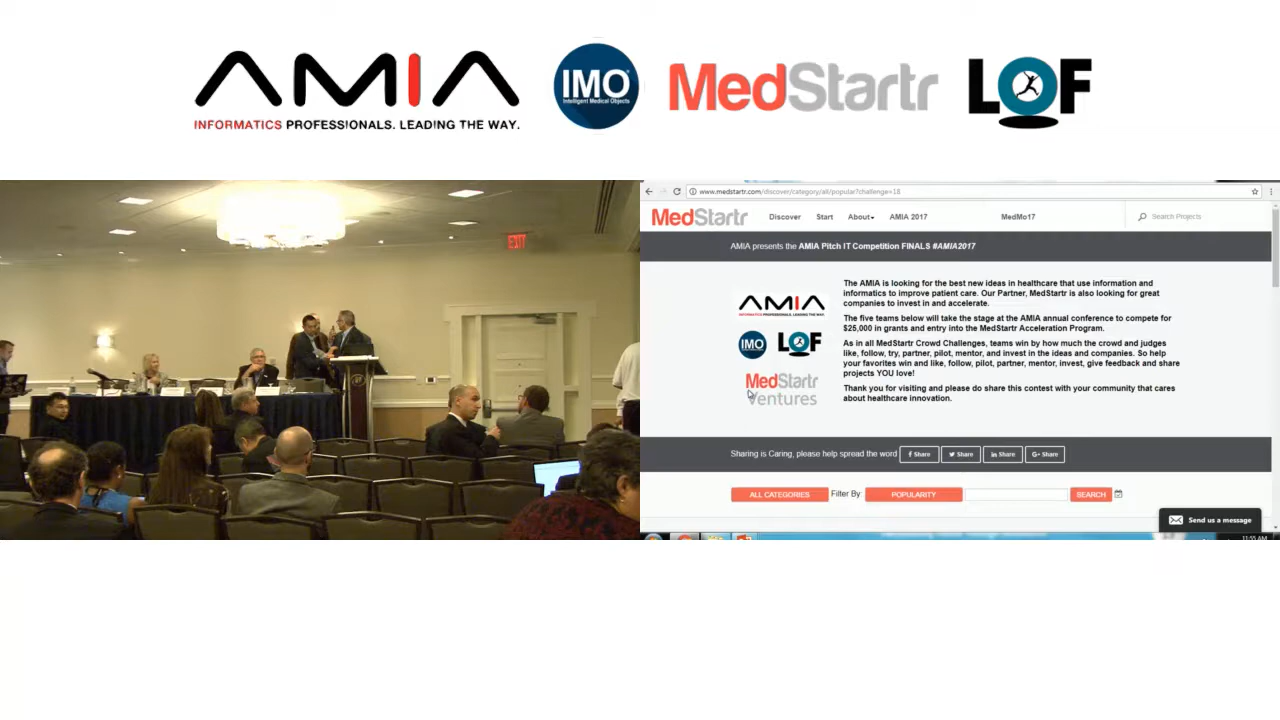 AMIA
INFORMATICS PROFESSIONALS. LEADING THE WAY.
IMO
Intelligent Medical Objects
MedStartr
LOF
EXIT
www.medstartr.com/discover/category/all/popular?challenge=18
MedStartr Discover Start About AMIA 2017 MedMo17 Search Projects
AMIA presents the AMIA Pitch IT Competition FINALS #AMIA2017
AMIA
INFORMATICS PROFESSIONALS. LEADING THE WAY.
IMO LOF
MedStartr
Ventures
The AMIA is looking for the best new ideas in healthcare that use information and
informatics to improve patient care. Our Partner, MedStartr is also looking for great
companies to invest in and accelerate.
The five teams below will take the stage at the AMIA annual conference to compete for
$25,000 in grants and entry into the MedStartr Acceleration Program.
As in all MedStartr Crowd Challenges, teams win by how much the crowd and judges
like, follow, try, partner, pilot, mentor, and invest in the ideas and companies. So help
your favorites win and like, follow, pilot, partner, mentor, invest, give feedback and share
projects YOU love!
Thank you for visiting and please do share this contest with your community that cares
about healthcare innovation.
Sharing is Caring, please help spread the word f Share Share in Share G+ Share
ALL CATEGORIES Filter By: POPULARITY SEARCH
Send us a message
11:55 AM